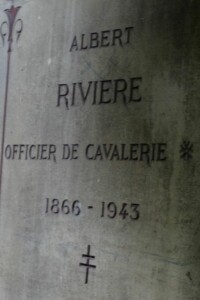 ALBERT
RIVIERE
OFFICIER DE CAVALERIE
1866 - 1943